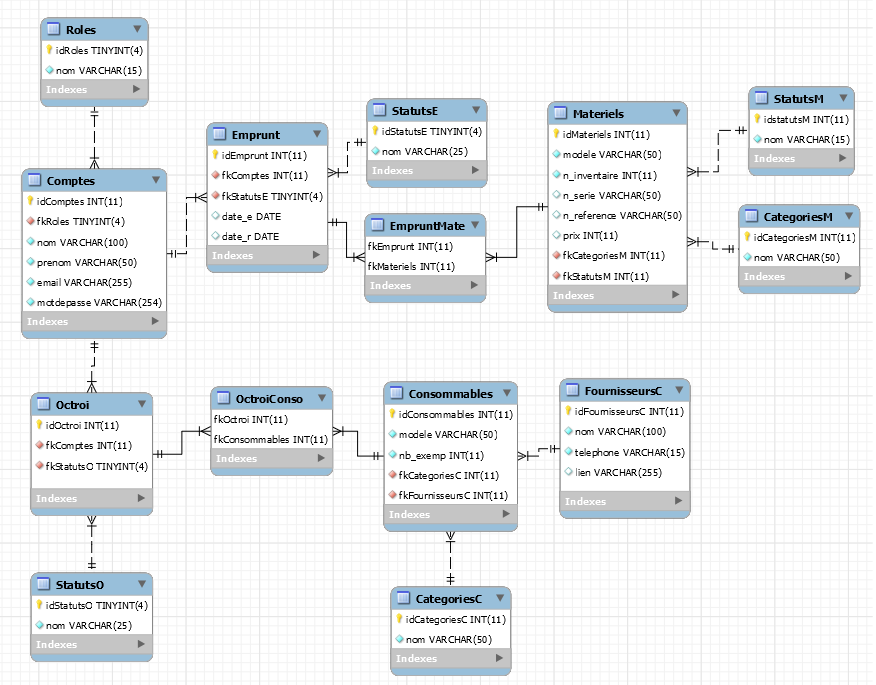 Roles
idRoles TINYINT(4)
nom VARCHAR(15)
Indexes
Comptes
idComptes INT(11)
fkRoles TINYINT(4)
nom VARCHAR(100)
prenom VARCHAR(50)
email VARCHAR(255)
motdepasse VARCHAR(254)
Indexes
Emprunt
idEmprunt INT(11)
fkComptes INT(11)
fkStatutsE TINYINT(4)
date_e DATE
date_r DATE
Indexes
StatutsE
idStatutsE TINYINT(4)
nom VARCHAR(25)
Indexes
EmpruntMate
fkEmprunt INT(11)
fkMateriels INT(11)
Indexes
Materiels
idMateriels INT(11)
modele VARCHAR(50)
n_inventaire INT(11)
n_serie VARCHAR(50)
n_reference VARCHAR(50)
prix INT(11)
fkCategoriesM INT(11)
fkStatutsM INT(11)
Indexes
StatutsM
idstatutsM INT(11)
nom VARCHAR(15)
Indexes
CategoriesM
idCategoriesM INT(11)
nom VARCHAR(50)
Indexes
Octroi
idOctroi INT(11)
fkComptes INT(11)
fkStatutsO TINYINT(4)
Indexes
OctroiConso
fkOctroi INT(11)
fkConsommables INT(11)
Indexes
Consommables
idConsommables INT(11)
modele VARCHAR(50)
nb_exemp INT(11)
fkCategoriesC INT(11)
fkFournisseursC INT(11)
Indexes
FournisseursC
idFournisseursC INT(11)
nom VARCHAR(100)
telephone VARCHAR(15)
lien VARCHAR(255)
Indexes
StatutsO
idStatutsO TINYINT(4)
nom VARCHAR(25)
Indexes
CategoriesC
idCategoriesC INT(11)
nom VARCHAR(50)
Indexes